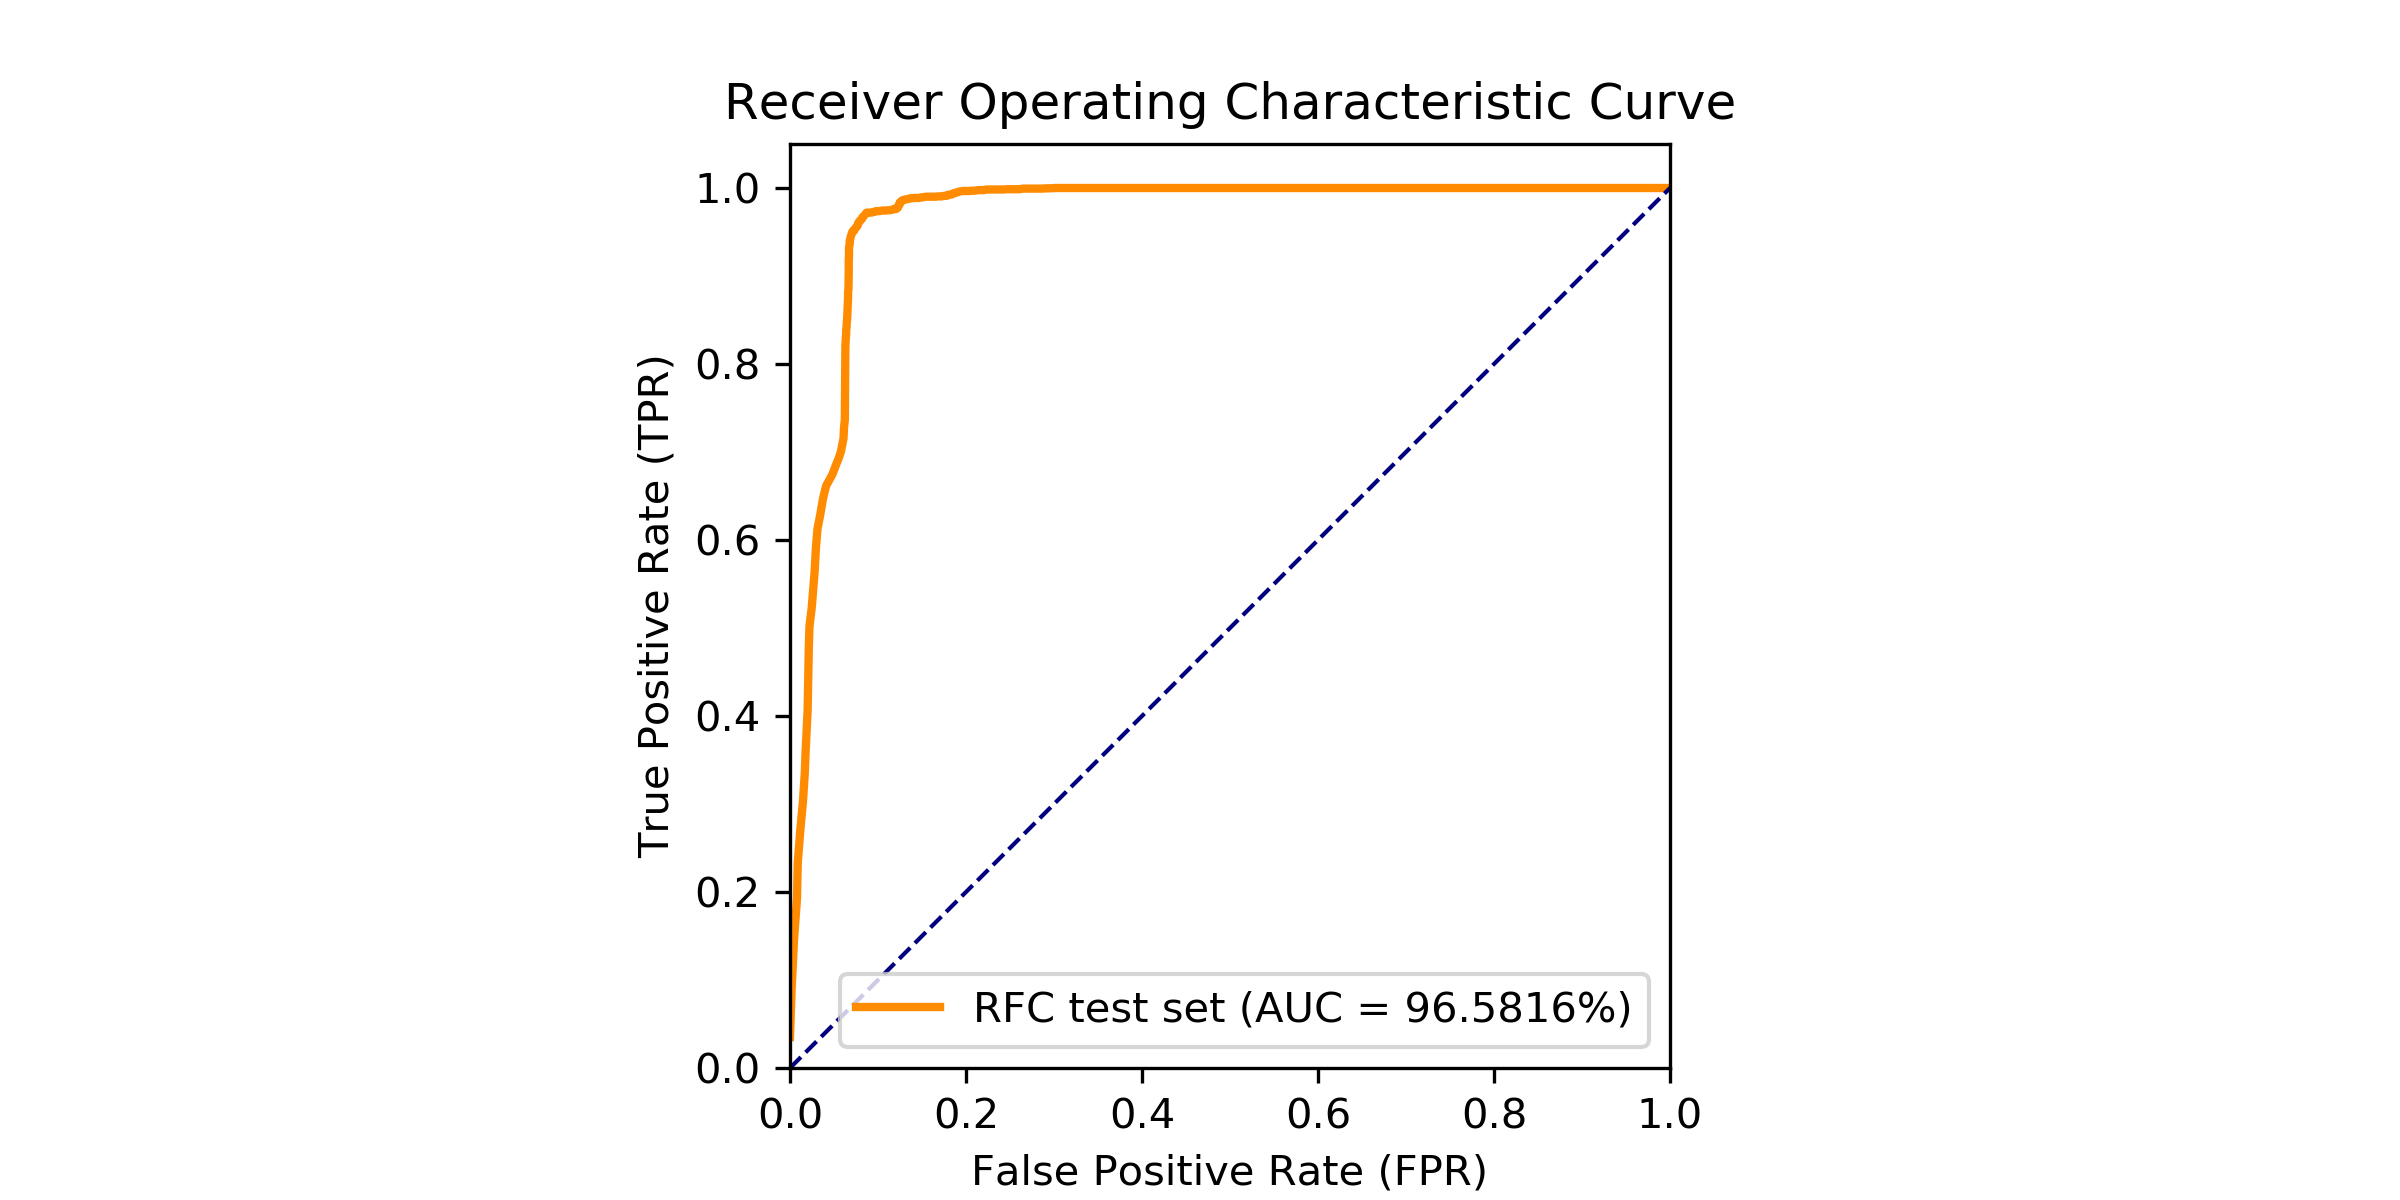 Receiver Operating Characteristic Curve
1.0
0.8
0.6
0.4
0.2
0.0
True Positive Rate (TPR)
RFC test set (AUC = 96.5816%)
0.0 0.2 0.4 0.6 0.8 1.0
False Positive Rate (FPR)